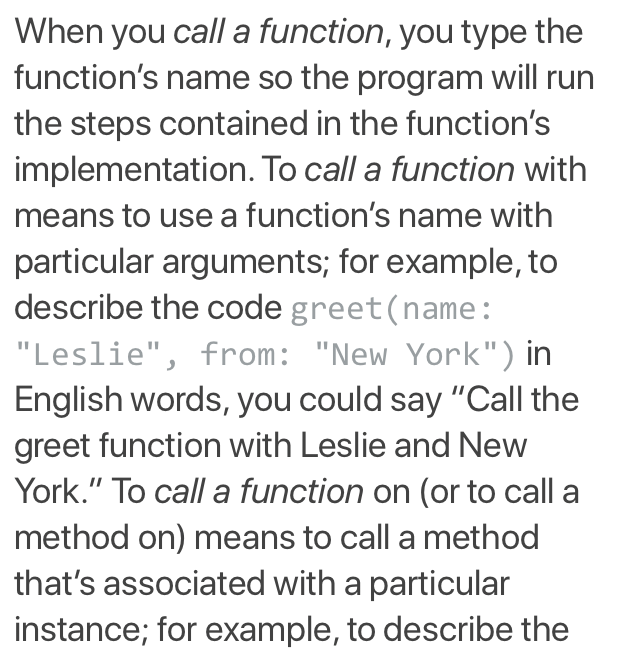 When you call a function, you type the
function’s name so the program will run
the steps contained in the function’s
implementation. To call a function with
means to use a function’s name with
particular arguments; for example, to
describe the code greet(name:
"Leslie", from: "New York") in
English words, you could say “Call the
greet function with Leslie and New
York.” To call a function on (or to call a
method on) means to call a method
that’s associated with a particular
instance; for example, to describe the